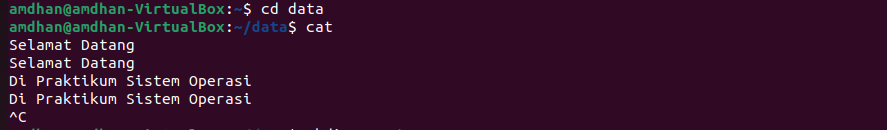 amdhan@amdhan-VirtualBox:~$ cd data
amdhan@amdhan-VirtualBox:~/data$ cat
Selamat Datang
Selamat Datang
Di Praktikum Sistem Operasi
Di Praktikum Sistem Operasi
^C